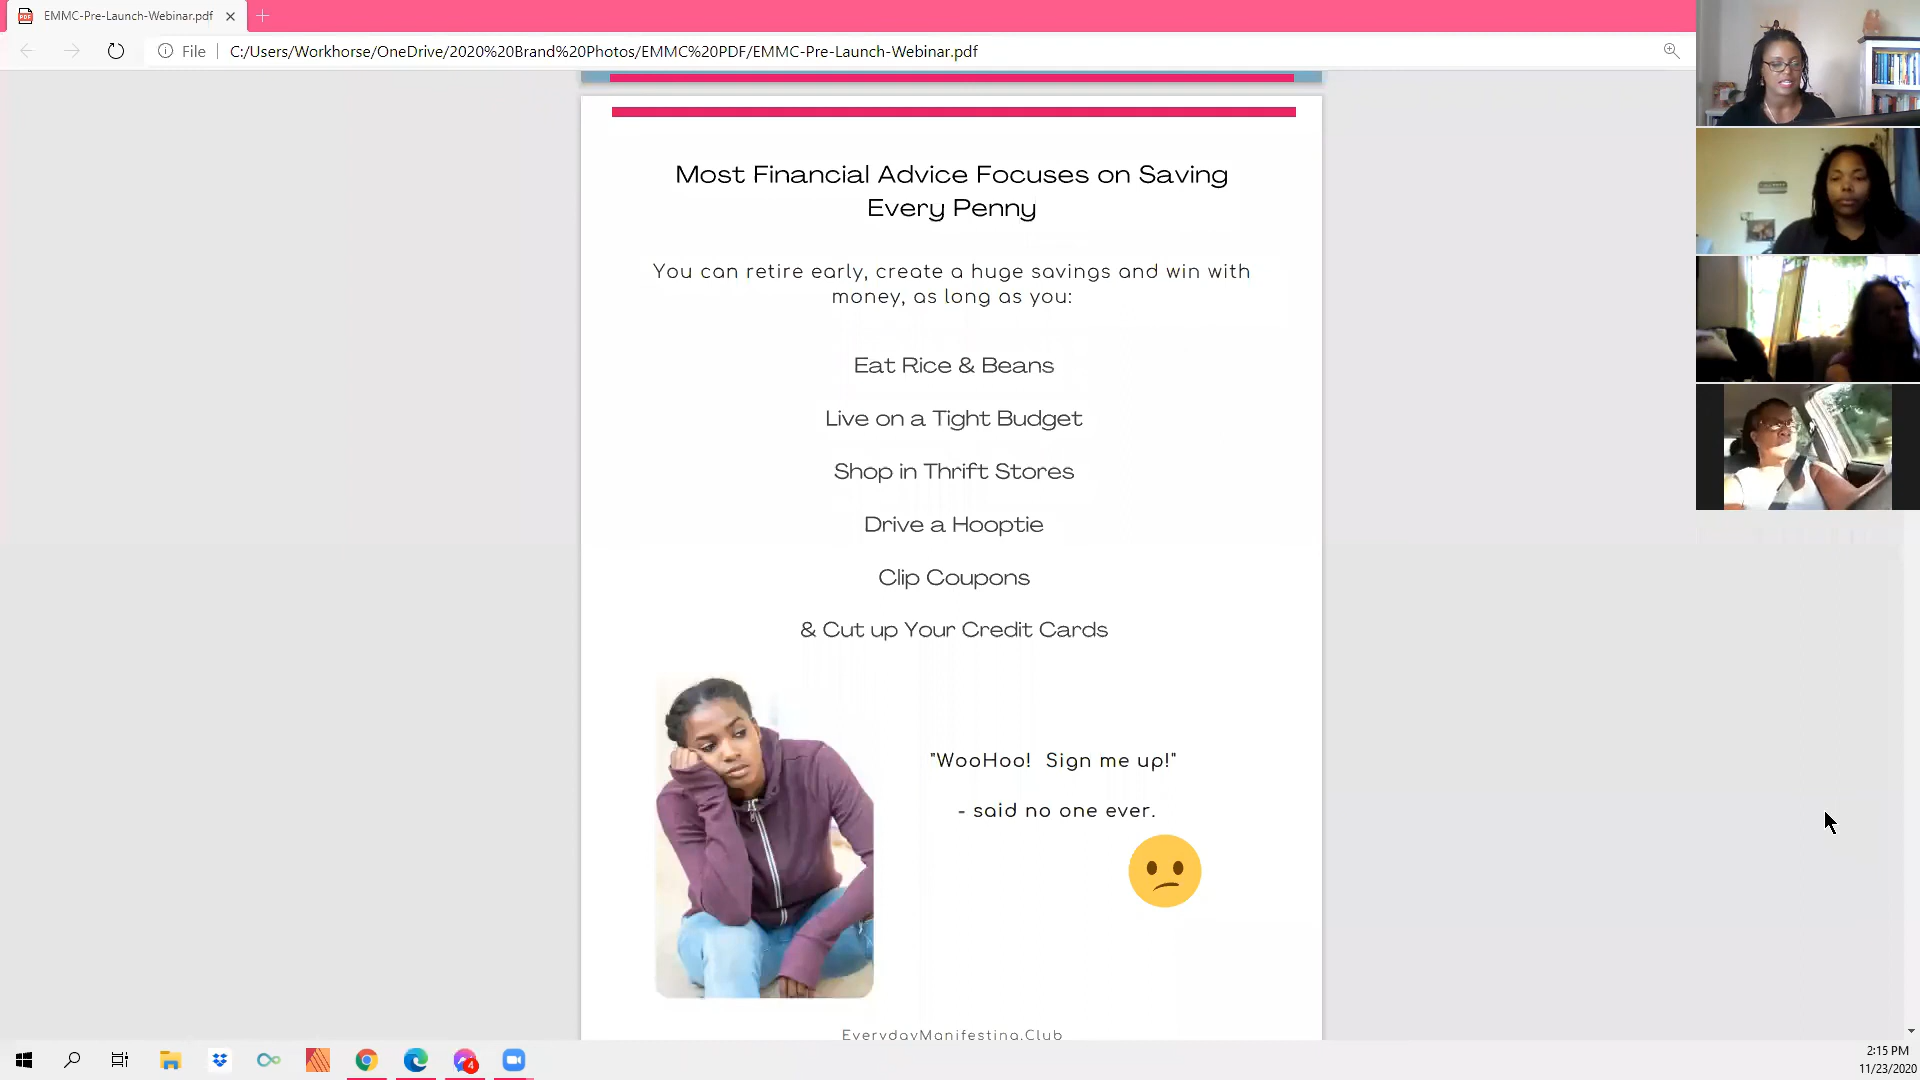 EMMC-Pre-Launch-Webinar.pdf
File
C:/Users/Workhorse/OneDrive/2020%20Brand%20Photos/EMMC%20PDF/EMMC-Pre-Launch-Webinar.pdf
Most Financial Advice Focuses on Saving
Every Penny
You can retire early, create a huge savings and win with
money, as long as you:
Eat Rice & Beans
Live on a Tight Budget
Shop in Thrift Stores
Drive a Hooptie
Clip Coupons
& Cut up Your Credit Cards
"WooHoo! Sign me up!"
- said no one ever.
EverydayManifesting.Club
4
2:15 PM
11/23/2020